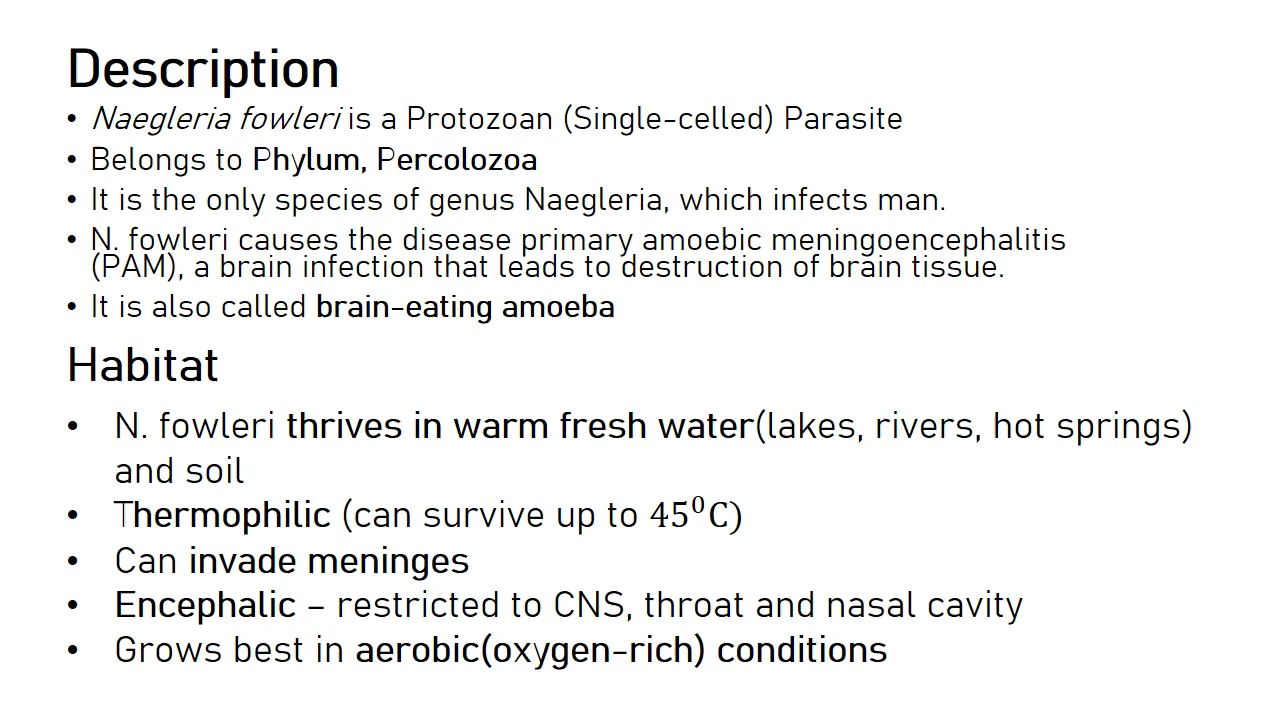 Description
• Naegleria fowleri is a Protozoan (Single-celled) Parasite
• Belongs to Phylum, Percolozoa
• It is the only species of genus Naegleria, which infects man.
• N. fowleri causes the disease primary amoebic meningoencephalitis
(PAM), a brain infection that leads to destruction of brain tissue.
• It is also called brain-eating amoeba
Habitat
• N. fowleri thrives in warm fresh water(lakes, rivers, hot springs)
and soil
• Thermophilic (can survive up to 45⁰C)
• Can invade meninges
• Encephalic – restricted to CNS, throat and nasal cavity
• Grows best in aerobic(oxygen-rich) conditions